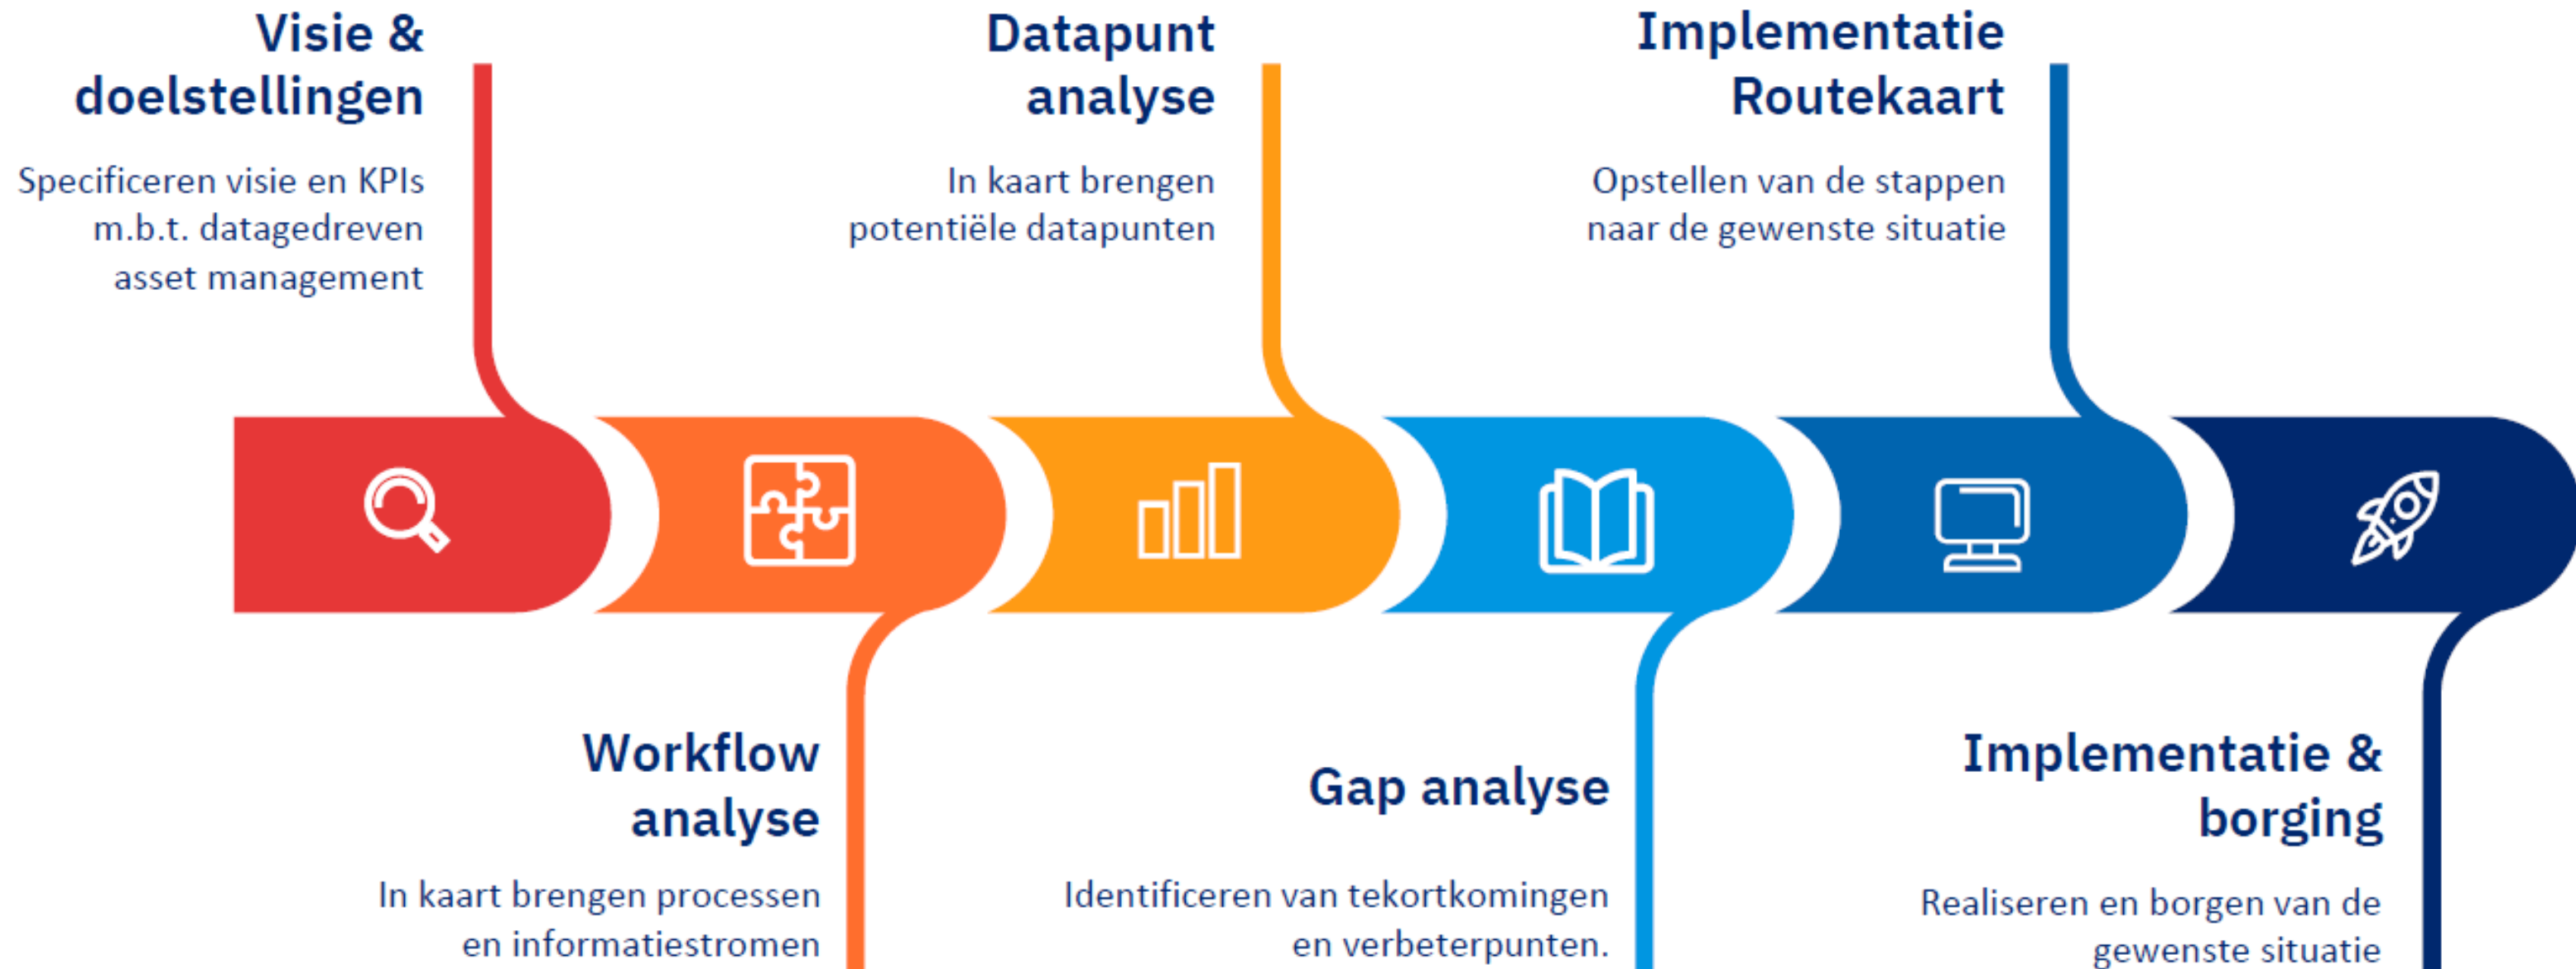 Visie &
doelstellingen
Specificeren visie en KPIs
m.b.t. datagedreven
asset management
Workflow
analyse
In kaart brengen processen
en informatiestromen
Datapunt
analyse
In kaart brengen
potentiële datapunten
Gap analyse
Identificeren van tekortkomingen
en verbeterpunten.
Implementatie
Routekaart
Opstellen van de stappen
naar de gewenste situatie
Implementatie &
borging
Realiseren en borgen van de
gewenste situatie